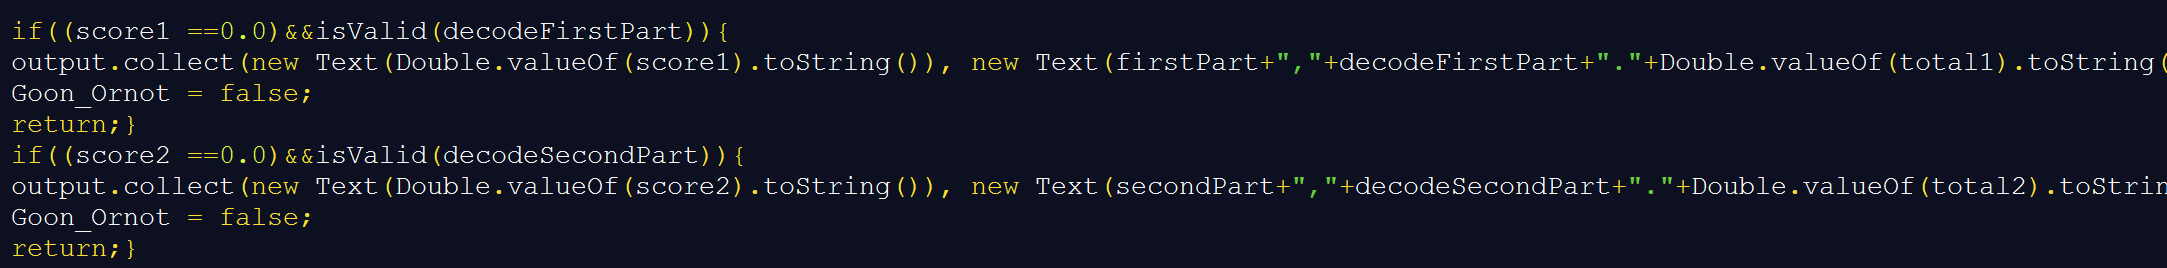 if((score1 ==0.0)&&isValid(decodeFirstPart)){
output.collect(new Text(Double.valueOf(score1).toString()), new Text(firstPart+","+decodeFirstPart+"."+Double.valueOf(total1).toString(
Goon_Ornot = false;
return;}
if((score2 ==0.0)&&isValid(decodeSecondPart)){
output.collect(new Text(Double.valueOf(score2).toString()), new Text(secondPart+","+decodeSecondPart+"."+Double.valueOf(total2).toStrin
Goon_Ornot = false;
return;}